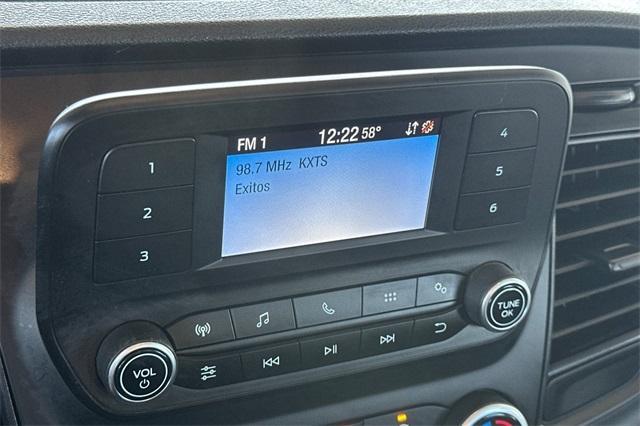 FM 1 12:22 58°
98.7 MHz KXTS
Exitos
1
2
3
4
5
6
VOL
TUNE
OK